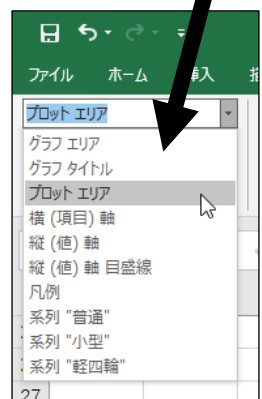 ファイル ホーム 挿入
プロット エリア
グラフ エリア
グラフ タイトル
プロット エリア
横 (項目) 軸
縦 (値) 軸
縦 (値) 軸 目盛線
凡例
系列 "普通"
系列 "小型"
系列 "軽四輪"
27